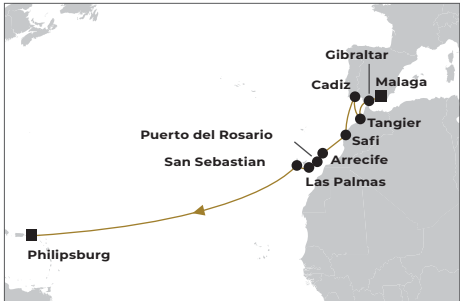 Gibraltar
Cadiz
Malaga
Tangier
Safi
Puerto del Rosario
Arrecife
San Sebastian
Las Palmas
Philipsburg